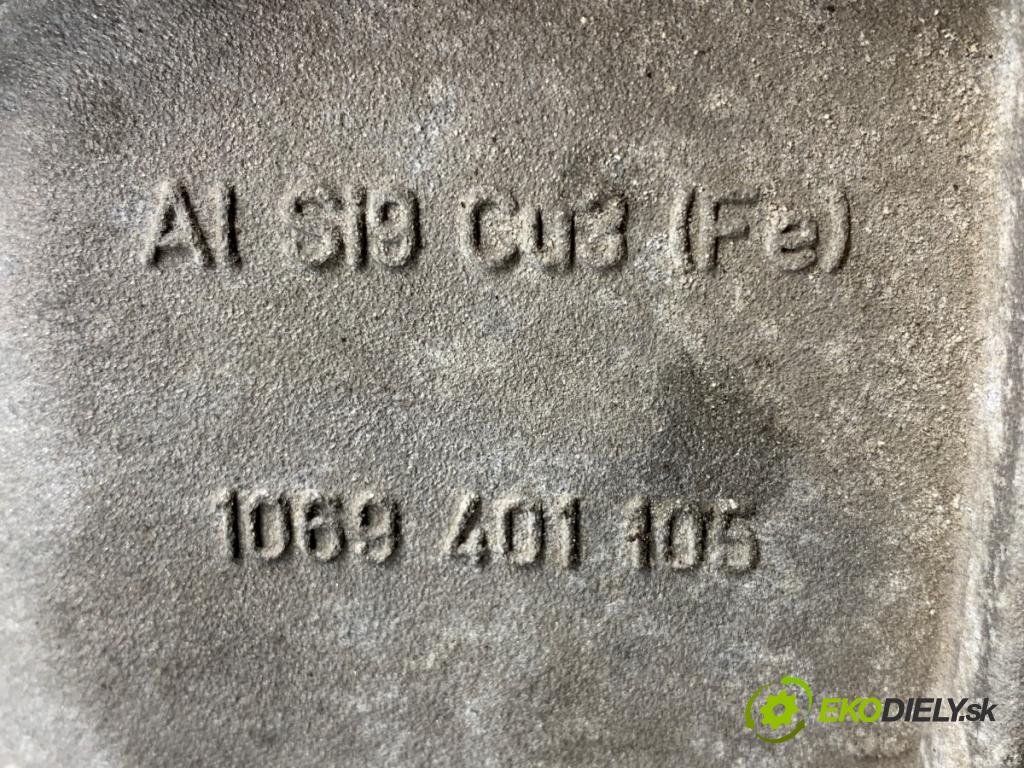 Al Si9 Cu3 (Fe)
1069 401 105
EKODIELY.sk